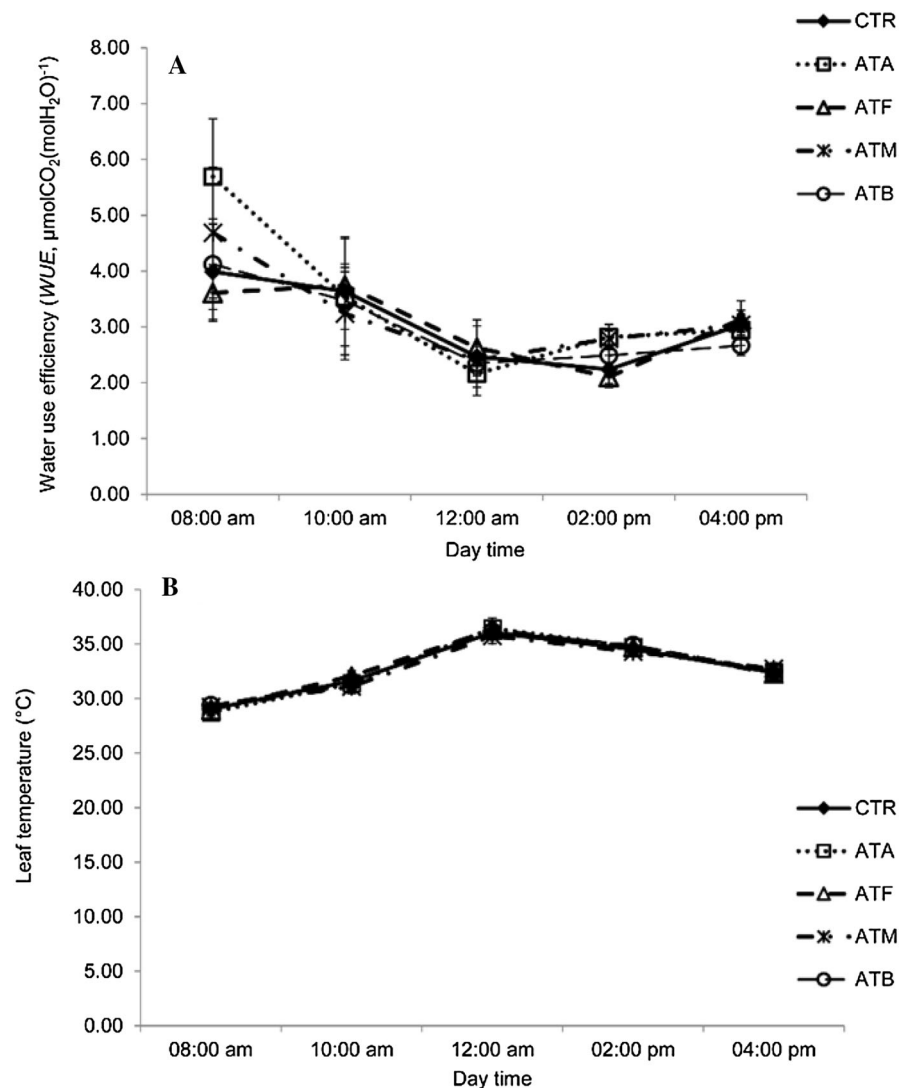 A
Water use efficiency (WUE, µmolCO₂(molH₂O)⁻¹
8.00
7.00
6.00
5.00
4.00
3.00
2.00
1.00
0.00
08:00 am 10:00 am 12:00 am 02:00 pm 04:00 pm
Day time
CTR
ATA
ATF
ATM
ATB
B
Leaf temperature (°C)
40.00
35.00
30.00
25.00
20.00
15.00
10.00
5.00
0.00
08:00 am 10:00 am 12:00 am 02:00 pm 04:00 pm
Day time
CTR
ATA
ATF
ATM
ATB